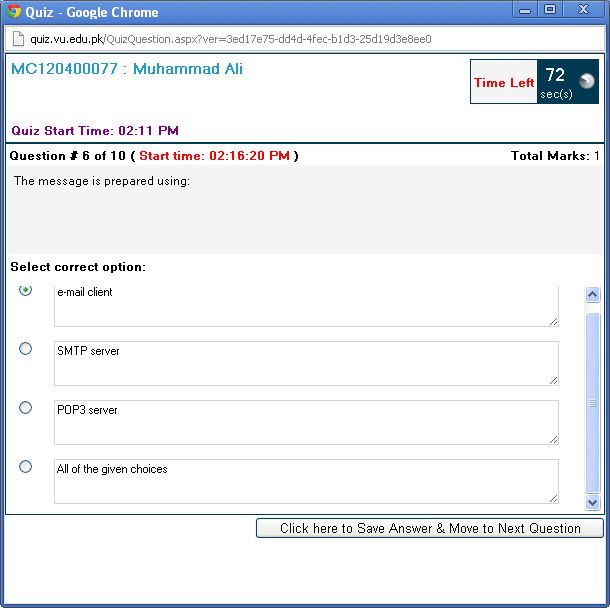 Quiz - Google Chrome
quiz.vu.edu.pk/QuizQuestion.aspx?ver=3ed17e75-dd4d-4fec-b1d3-25d19d3e8ee0
MC120400077 : Muhammad Ali
Time Left 72
sec(s)
Quiz Start Time: 02:11 PM
Question # 6 of 10 ( Start time: 02:16:20 PM ) Total Marks: 1
The message is prepared using:
Select correct option:
e-mail client
SMTP server
POP3 server
All of the given choices
Click here to Save Answer & Move to Next Question